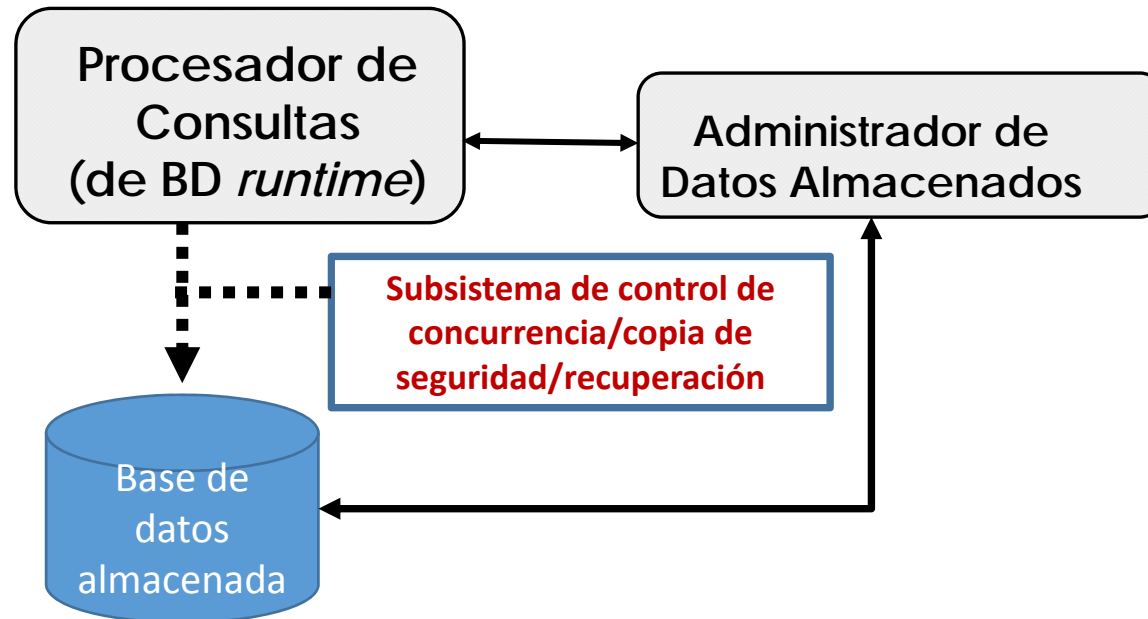 Procesador de
Consultas
(de BD runtime)
Administrador de
Datos Almacenados
Subsistema de control de
concurrencia/copia de
seguridad/recuperación
Base de
datos
almacenada